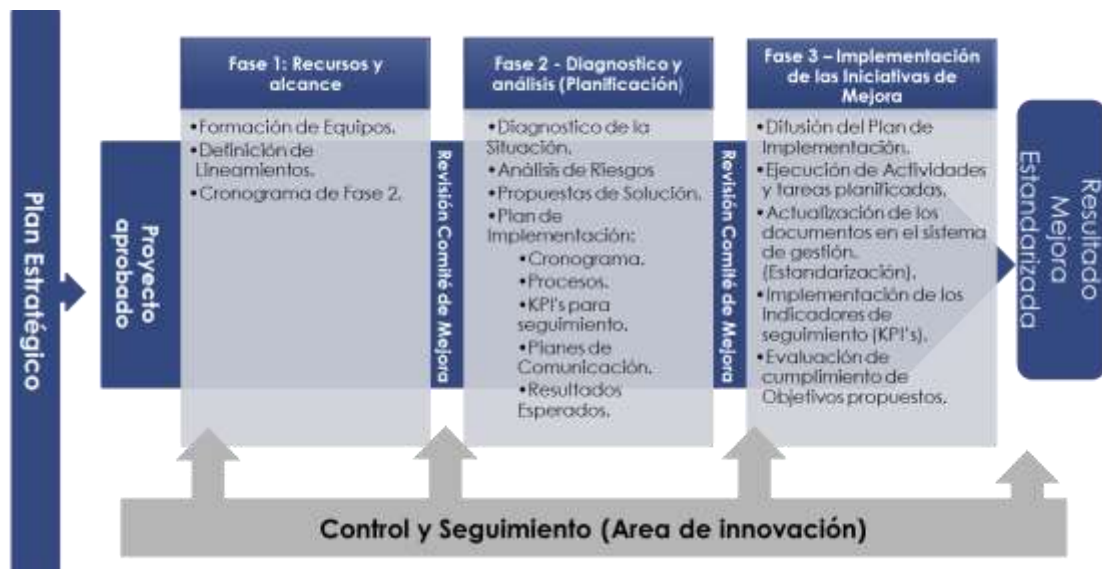 Plan Estratégico
Proyecto
aprobado
Fase 1: Recursos y
alcance
•Formación de Equipos.
•Definición de
Lineamientos.
•Cronograma de Fase 2.
Revisión Comité de Mejora
Fase 2 - Diagnostico y
análisis (Planificación)
•Diagnostico de la
Situación.
•Análisis de Riesgos
•Propuestas de Solución.
•Plan de
Implementación:
•Cronograma.
•Procesos.
•KPI's para
seguimiento.
•Planes de
Comunicación.
•Resultados
Esperados.
Revisión Comité de Mejora
Fase 3 – Implementación
de las Iniciativas de
Mejora
•Difusión del Plan de
Implementación.
•Ejecución de Actividades
y tareas planificadas.
•Actualización de los
documentos en el sistema
de gestión.
(Estandarización).
•Implementación de los
Indicadores de
seguimiento (KPI's).
•Evaluación de
cumplimiento de
Objetivos propuestos.
Resultado
Mejora
Estandarizada
Control y Seguimiento (Area de innovación)